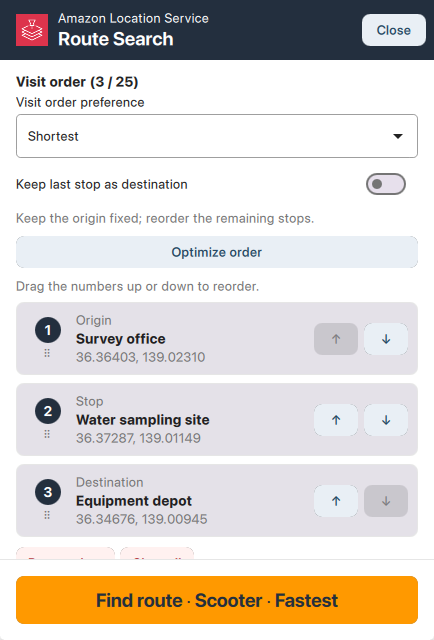 Amazon Location Service
Route Search
Close
Visit order (3 / 25)
Visit order preference
Shortest
Keep last stop as destination
Keep the origin fixed; reorder the remaining stops.
Optimize order
Drag the numbers up or down to reorder.
1
Origin
Survey office
36.36403, 139.02310
↑ ↓
2
Stop
Water sampling site
36.37287, 139.01149
↑ ↓
3
Destination
Equipment depot
36.34676, 139.00945
↑ ↓
Find route · Scooter · Fastest